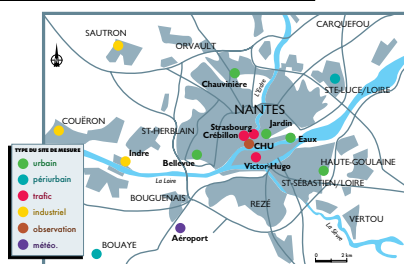 CARQUEFOU
SAUTRON
ORVAULT
Chauvinière
L'Erdre
STE-LUCE/LOIRE
NANTES
COUËRON
ST-HERBLAIN
Strasbourg
Jardin
Crébillon
Eaux
CHU
TYPE DU SITE DE MESURE
urbain
périurbain
trafic
industriel
observation
météo.
Indre
Bellevue
Victor-Hugo
HAUTE-GOULAINE
La Loire
ST-SÉBASTIEN/LOIRE
BOUGUENAIS
REZÉ
VERTOU
La Sèvre
Aéroport
BOUAYE
0 2 km